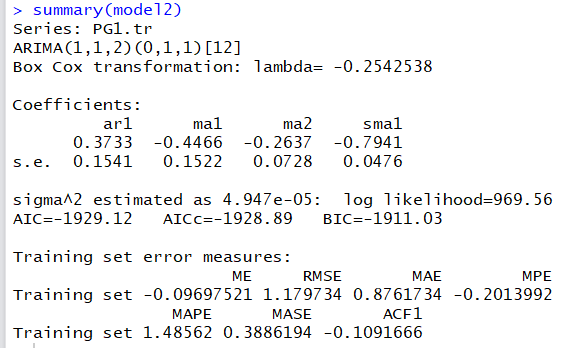 > summary(model2)
Series: PG1.tr
ARIMA(1,1,2)(0,1,1)[12]
Box Cox transformation: lambda= -0.2542538
Coefficients:
ar1 ma1 ma2 sma1
0.3733 -0.4466 -0.2637 -0.7941
s.e. 0.1541 0.1522 0.0728 0.0476
sigma^2 estimated as 4.947e-05: log likelihood=969.56
AIC=-1929.12 AICc=-1928.89 BIC=-1911.03
Training set error measures:
ME RMSE MAE MPE
Training set -0.09697521 1.179734 0.8761734 -0.2013992
MAPE MASE ACF1
Training set 1.48562 0.3886194 -0.1091666